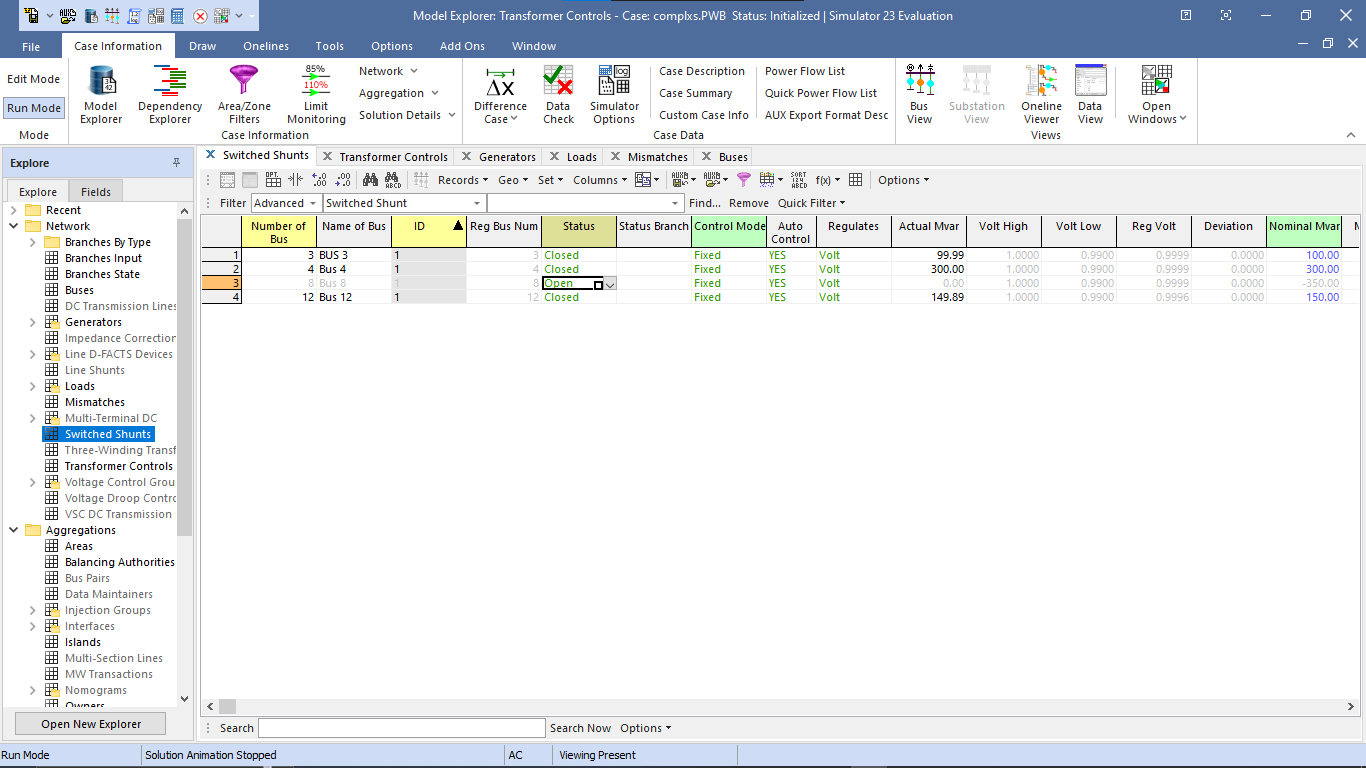 Model Explorer: Transformer Controls - Case: complxs.PWB Status: Initialized | Simulator 23 Evaluation
File Case Information Draw Onelines Tools Options Add Ons Window
Edit Mode
Run Mode
Mode
Model Explorer
Dependency Explorer
Area/Zone Filters
85%
110%
Limit Monitoring
Network
Aggregation
Solution Details
Case Information
Difference Case
Data Check
Simulator Options
Case Description
Case Summary
Custom Case Info
Power Flow List
Quick Power Flow List
AUX Export Format Desc
Case Data
Bus View
Substation View
Oneline Viewer
Data View
Open Windows
Views
Explore
Explore Fields
Recent
Network
Branches By Type
Branches Input
Branches State
Buses
DC Transmission Lines
Generators
Impedance Correction
Line D-FACTS Devices
Line Shunts
Loads
Mismatches
Multi-Terminal DC
Switched Shunts
Three-Winding Transf
Transformer Controls
Voltage Control Grou
Voltage Droop Contro
VSC DC Transmission
Aggregations
Areas
Balancing Authorities
Bus Pairs
Data Maintainers
Injection Groups
Interfaces
Islands
Multi-Section Lines
MW Transactions
Nomograms
Owners
Open New Explorer
Switched Shunts Transformer Controls Generators Loads Mismatches Buses
Records Geo Set Columns f(x) Options
Filter Advanced Switched Shunt Find... Remove Quick Filter
Number of Bus Name of Bus ID Reg Bus Num Status Status Branch Control Mode Auto Control Regulates Actual Mvar Volt High Volt Low Reg Volt Deviation Nominal Mvar
1 3 BUS 3 1 3 Closed Fixed YES Volt 99.99 1.0000 0.9900 0.9999 0.0000 100.00
2 4 Bus 4 1 4 Closed Fixed YES Volt 300.00 1.0000 0.9900 0.9999 0.0000 300.00
3 8 Bus 8 1 8 Open Fixed YES Volt 0.00 1.0000 0.9900 0.9999 0.0000 -350.00
4 12 Bus 12 1 12 Closed Fixed YES Volt 149.89 1.0000 0.9900 0.9996 0.0000 150.00
Search Search Now Options
Run Mode Solution Animation Stopped AC Viewing Present